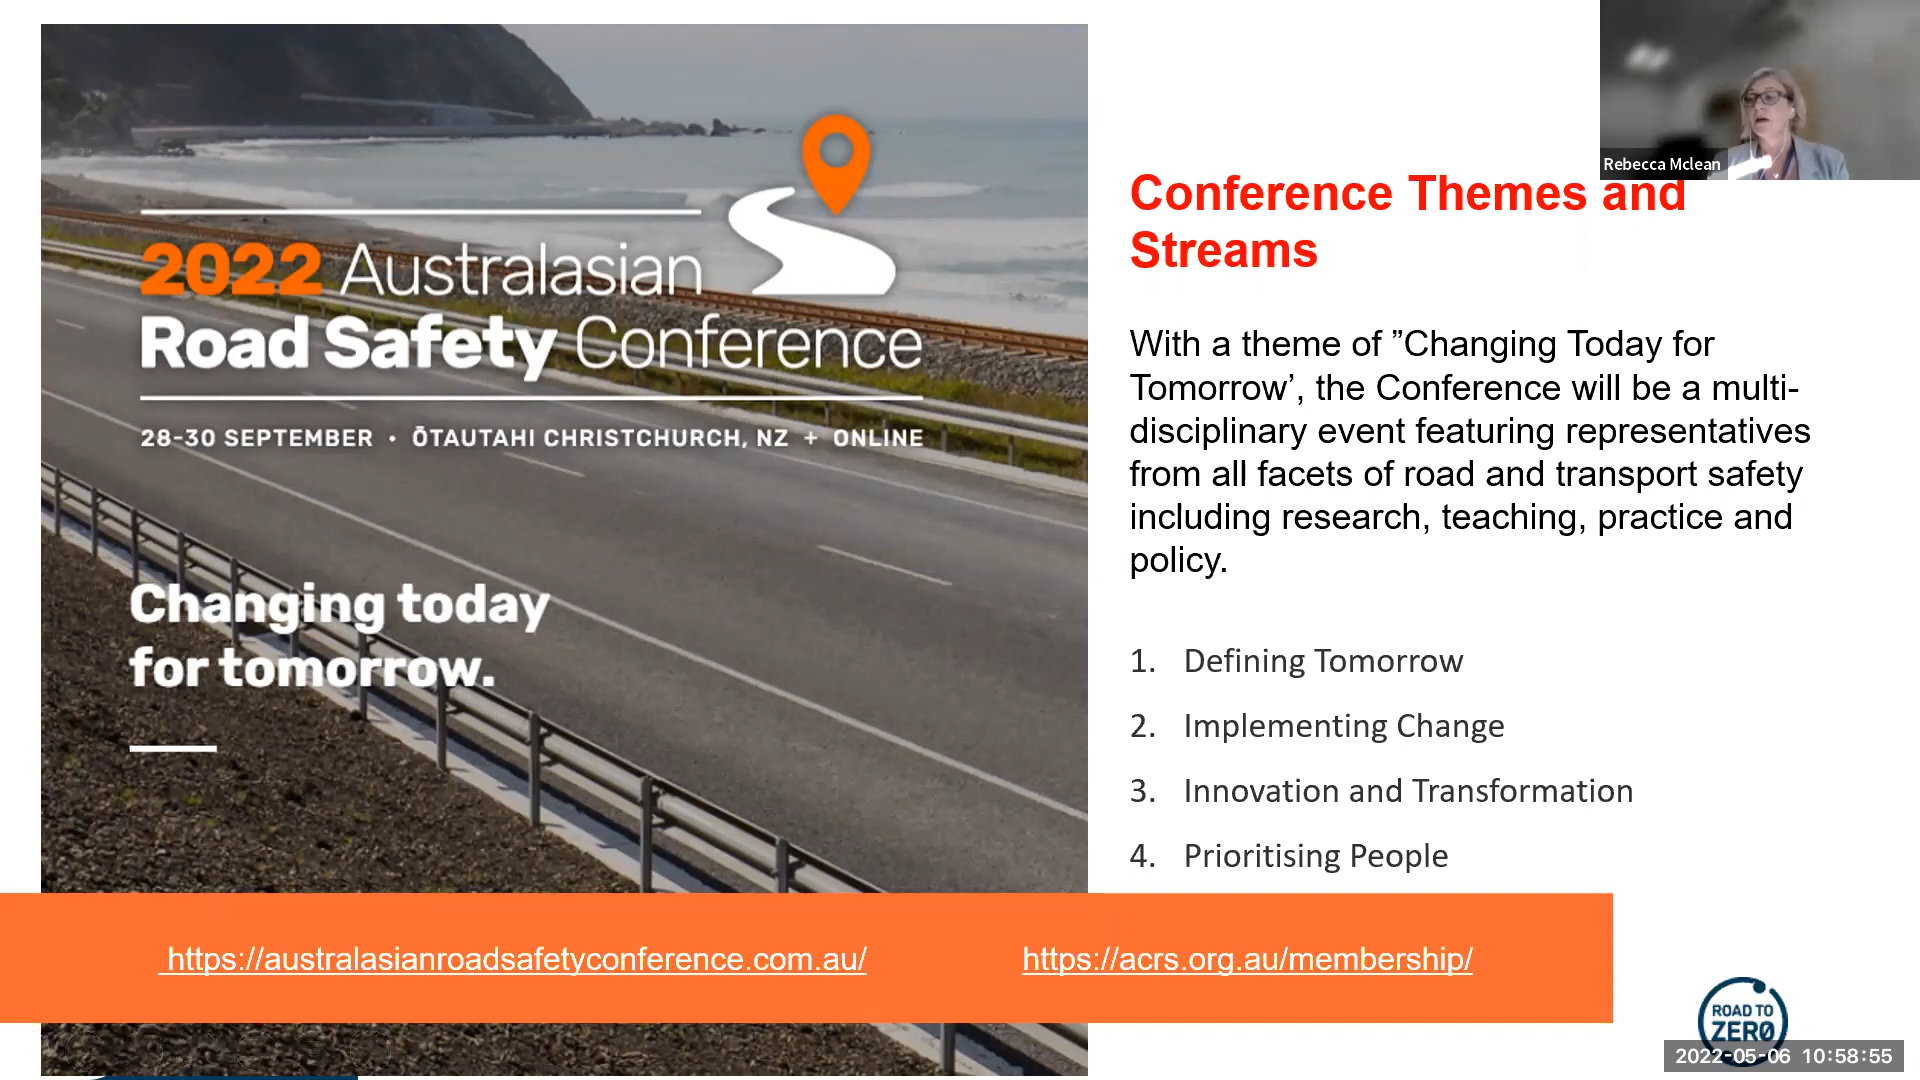 2022 Australasian
Road Safety Conference
28-30 SEPTEMBER • ŌTAUTAHI CHRISTCHURCH, NZ + ONLINE
Changing today
for tomorrow.
Rebecca Mclean
Conference Themes and
Streams
With a theme of ”Changing Today for
Tomorrow’, the Conference will be a multi-
disciplinary event featuring representatives
from all facets of road and transport safety
including research, teaching, practice and
policy.
1. Defining Tomorrow
2. Implementing Change
3. Innovation and Transformation
4. Prioritising People
https://australasianroadsafetyconference.com.au/
https://acrs.org.au/membership/
ROAD TO
ZERO
2022-05-06 10:58:55